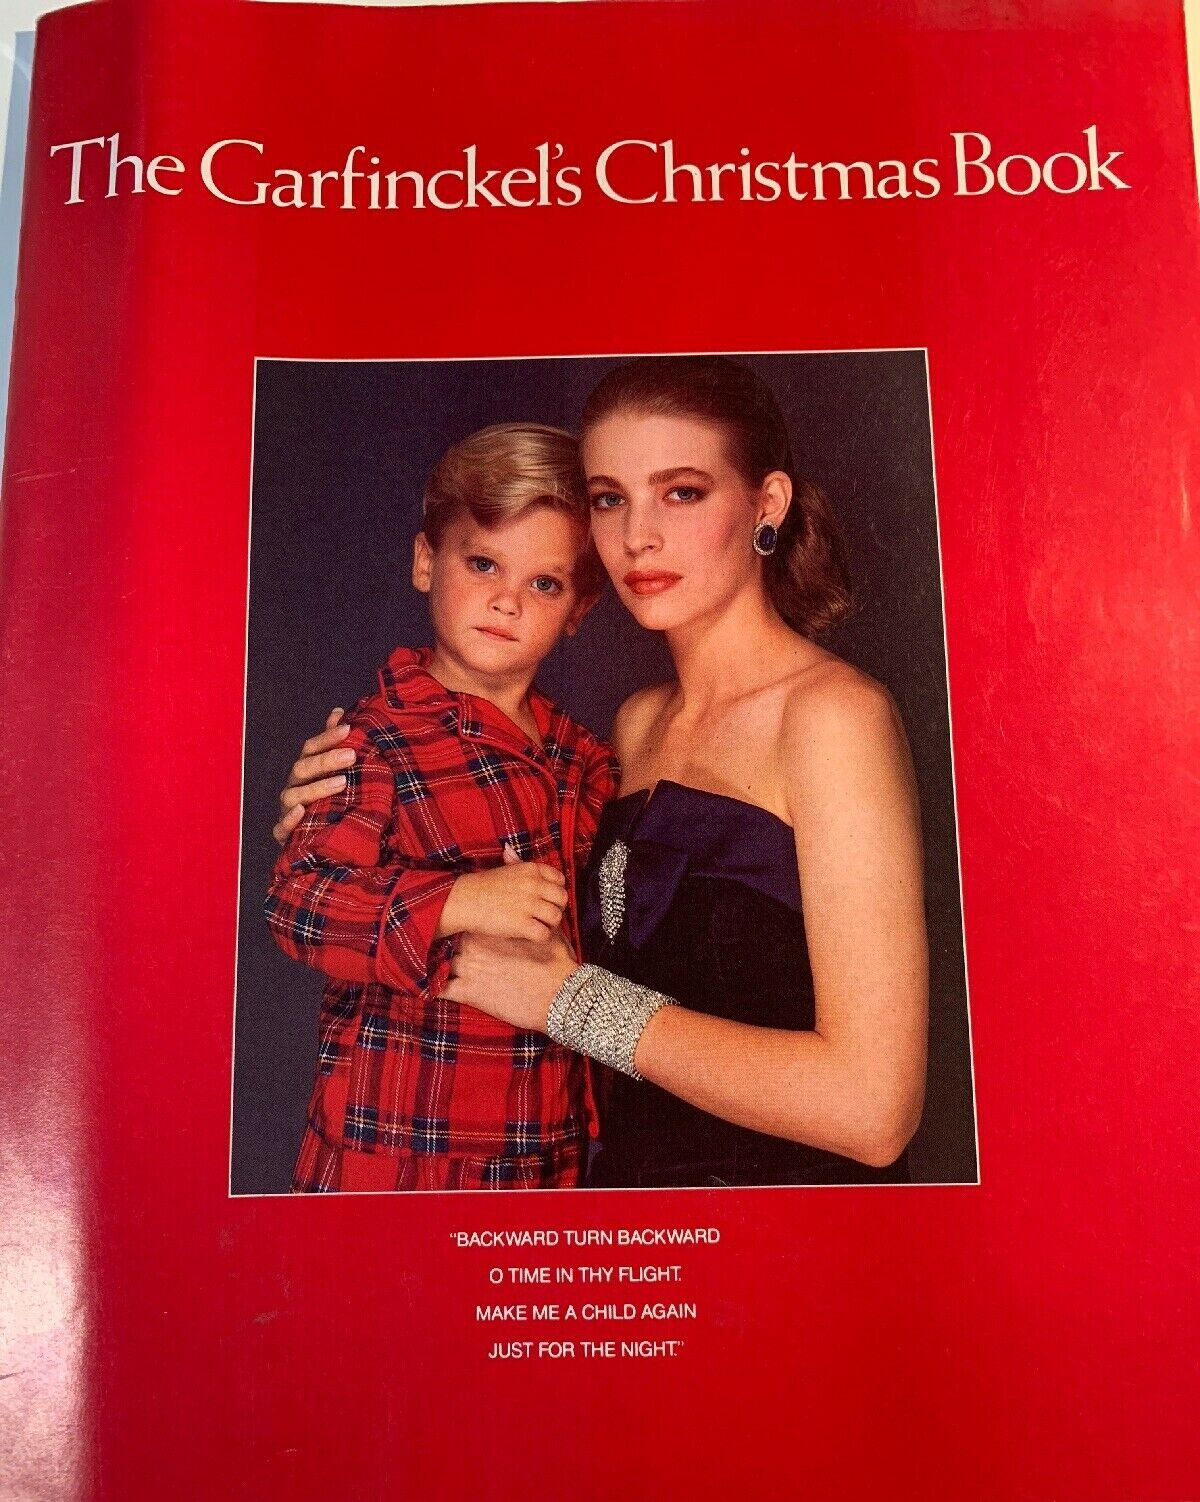 The Garfinckel's Christmas Book
"BACKWARD TURN BACKWARD
O TIME IN THY FLIGHT.
MAKE ME A CHILD AGAIN
JUST FOR THE NIGHT."